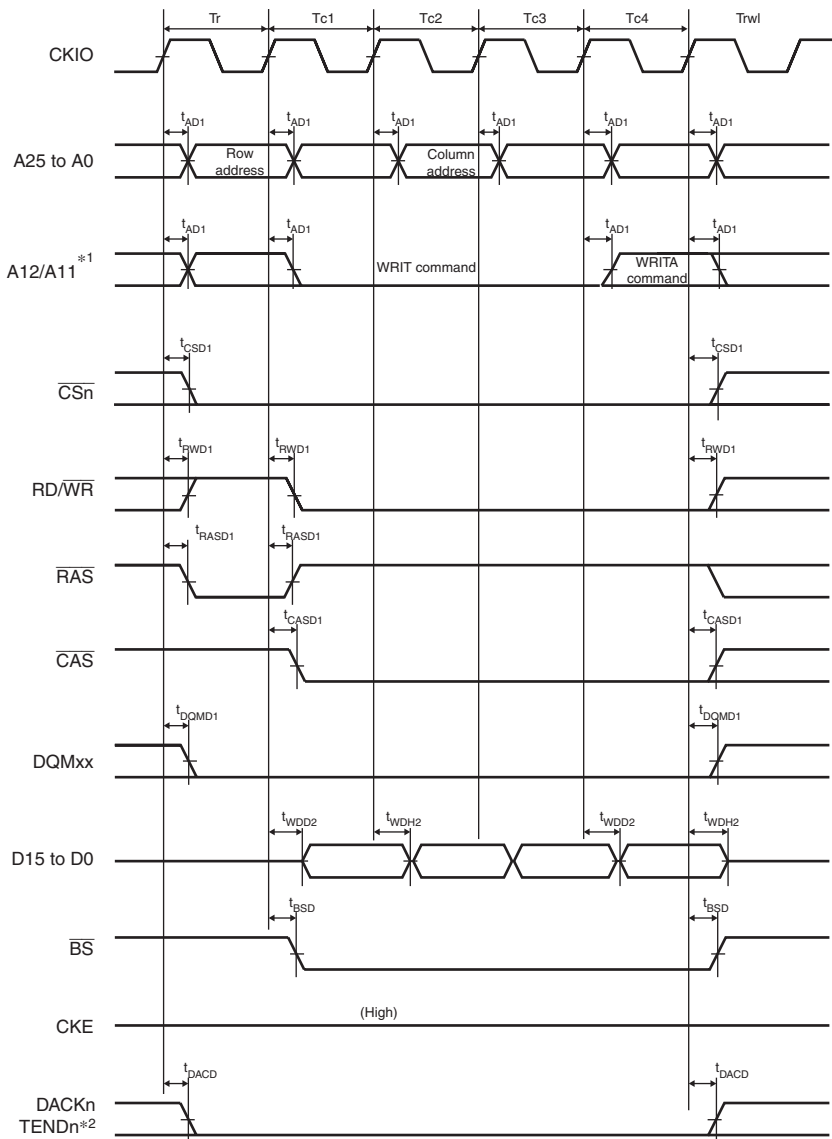 Tr Tc1 Tc2 Tc3 Tc4 Trwl
CKIO
tAD1 tAD1 tAD1 tAD1 tAD1 tAD1
A25 to A0
Row
address
Column
address
tAD1 tAD1 tAD1 tAD1
A12/A11*1
WRIT command
WRITA
command
tCSD1 tCSD1
CSn
tRWD1 tRWD1 tRWD1
RD/WR
tRASD1 tRASD1
RAS
tCASD1 tCASD1
CAS
tDQMD1 tDQMD1
DQMxx
tWDD2 tWDH2 tWDD2 tWDH2
D15 to D0
tBSD tBSD
BS
(High)
CKE
tDACD tDACD
DACKn
TENDn*2